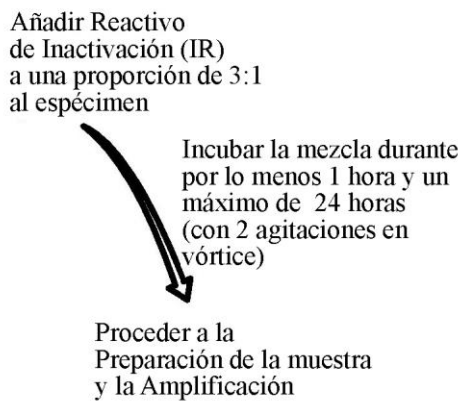 Añadir Reactivo
de Inactivación (IR)
a una proporción de 3:1
al espécimen
Incubar la mezcla durante
por lo menos 1 hora y un
máximo de 24 horas
(con 2 agitaciones en
vórtice)
Proceder a la
Preparación de la muestra
y la Amplificación